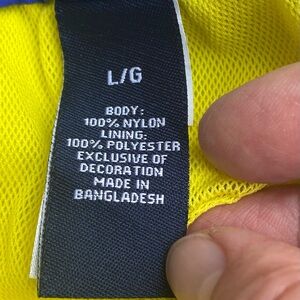 L/G
BODY:
100% NYLON
LINING:
100% POLYESTER
EXCLUSIVE OF
DECORATION
MADE IN
BANGLADESH